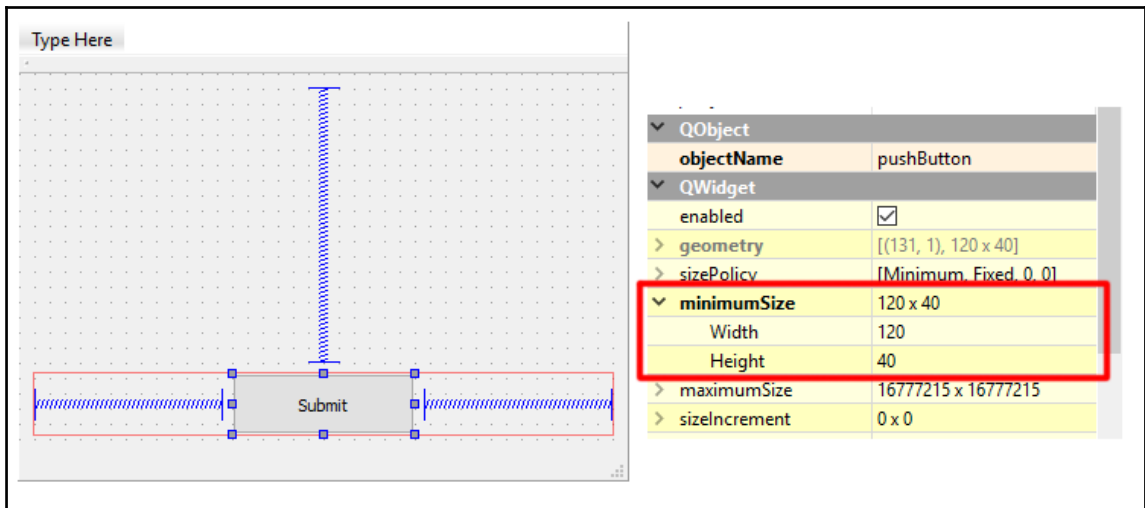 Type Here
Submit
QObject
objectName pushButton
QWidget
enabled
geometry [(131, 1), 120 x 40]
sizePolicy [Minimum, Fixed, 0, 0]
minimumSize 120 x 40
Width 120
Height 40
maximumSize 16777215 x 16777215
sizeIncrement 0 x 0